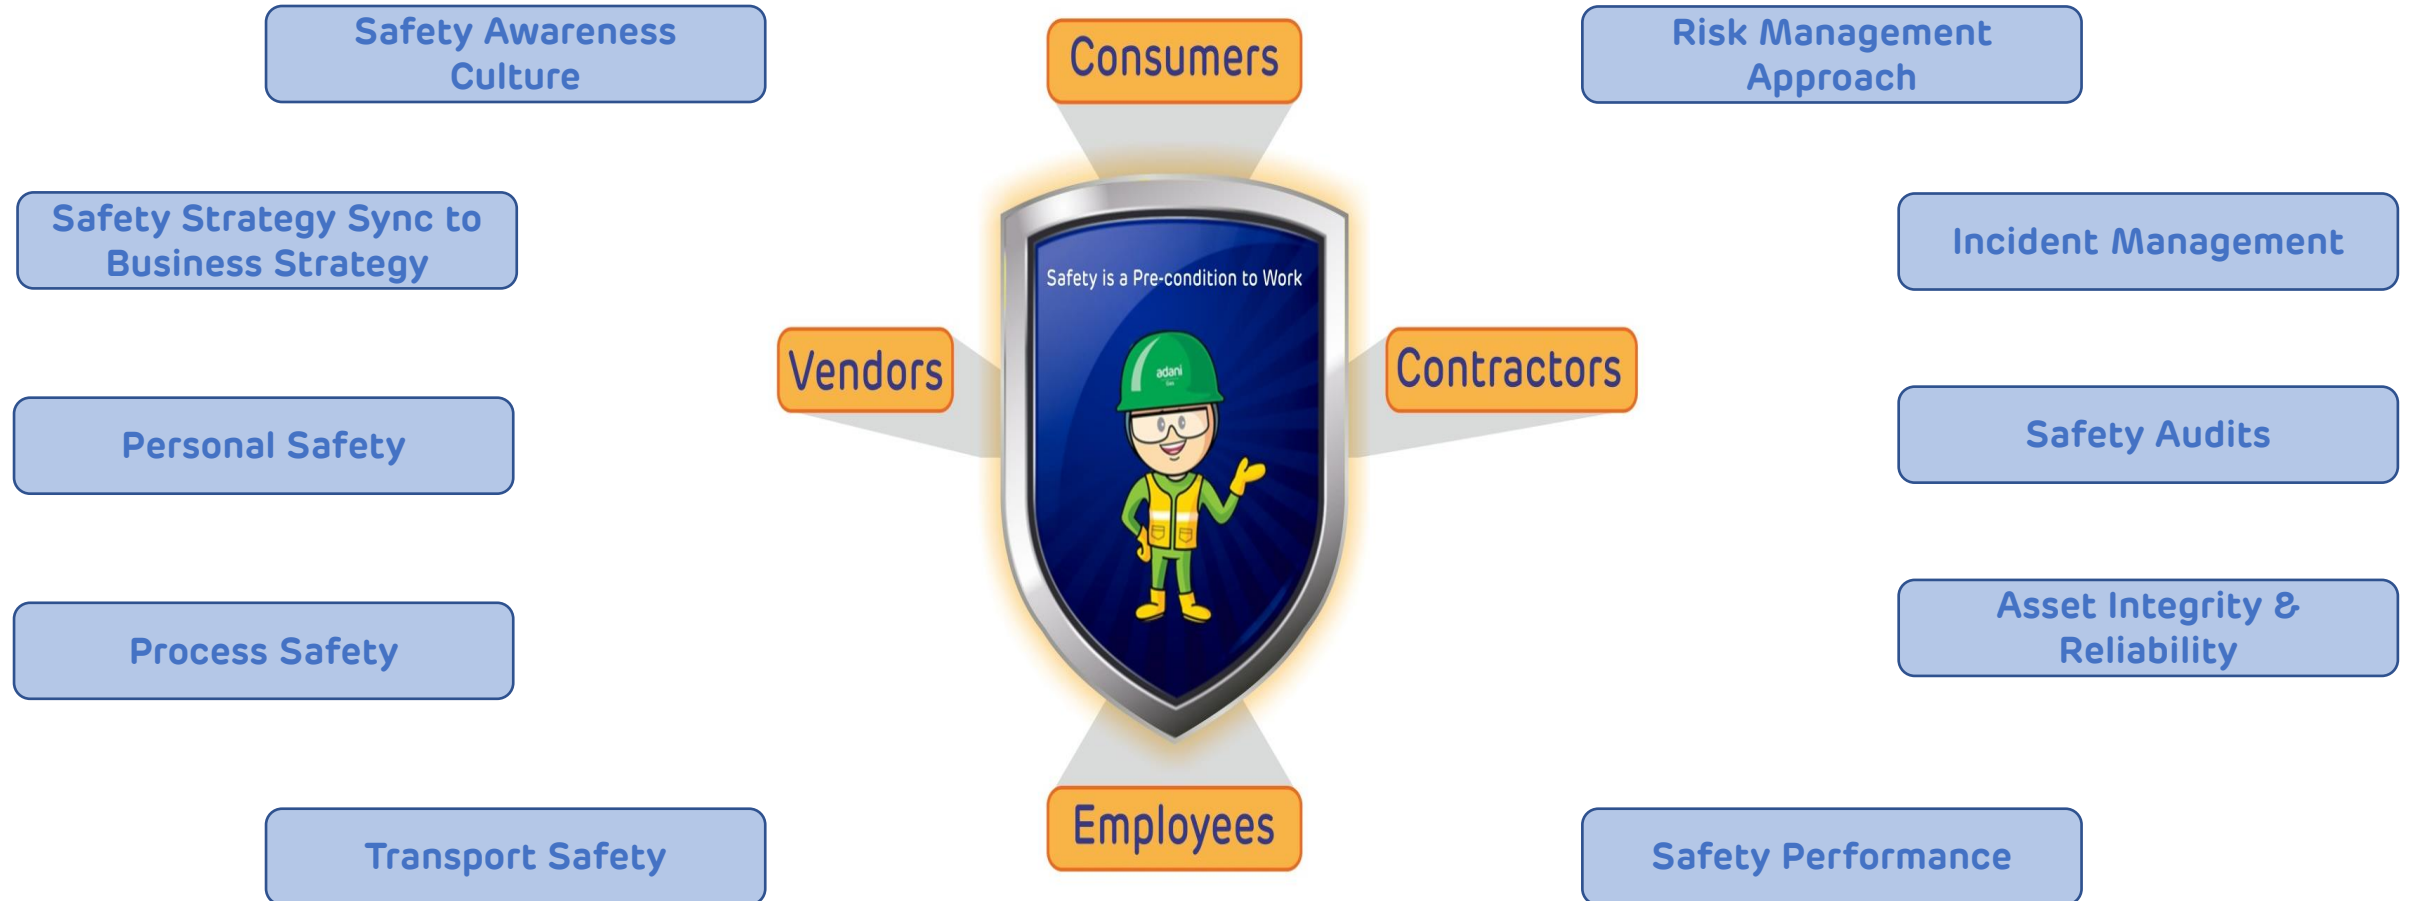 Safety Awareness
Culture
Consumers
Risk Management
Approach
Safety Strategy Sync to
Business Strategy
Incident Management
Safety is a Pre-condition to Work
Vendors
Contractors
adani
Personal Safety
Safety Audits
Process Safety
Asset Integrity &
Reliability
Employees
Transport Safety
Safety Performance